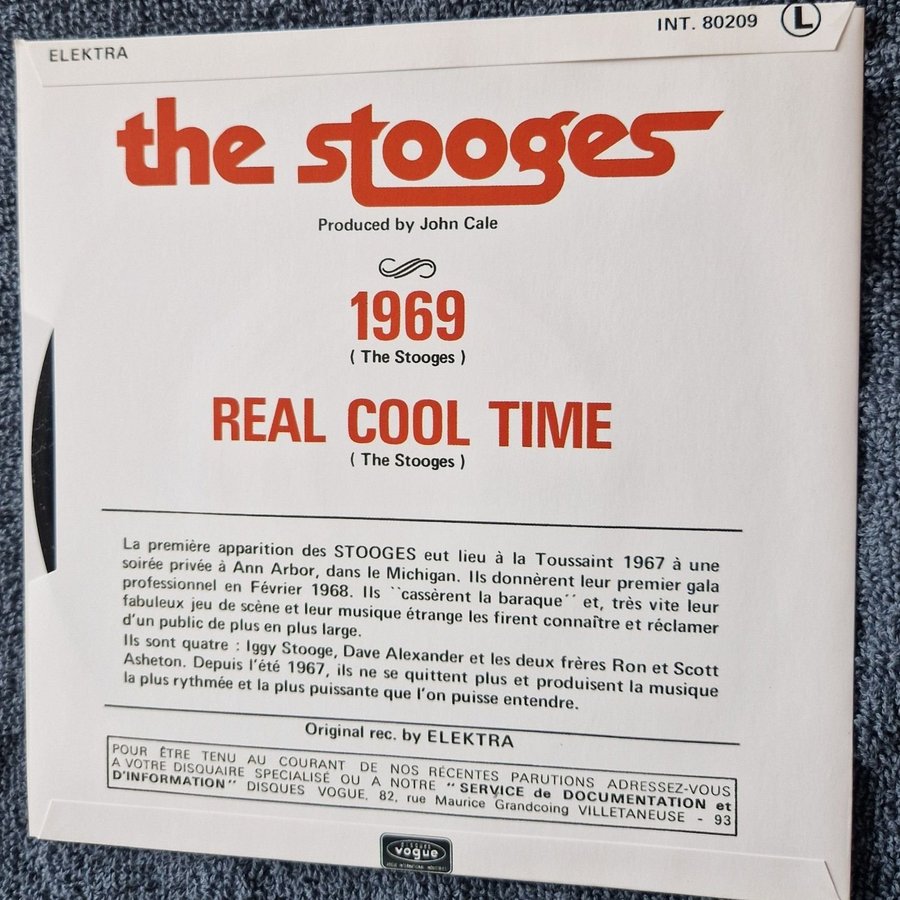 ELEKTRA
INT. 80209 L
the stooges
Produced by John Cale
1969
( The Stooges )
REAL COOL TIME
( The Stooges )
La première apparition des STOOGES eut lieu à la Toussaint 1967 à une
soirée privée à Ann Arbor, dans le Michigan. Ils donnèrent leur premier gala
professionnel en Février 1968. Ils ``cassèrent la baraque´´ et, très vite leur
fabuleux jeu de scène et leur musique étrange les firent connaître et réclamer
d'un public de plus en plus large.
Ils sont quatre : Iggy Stooge, Dave Alexander et les deux frères Ron et Scott
Asheton. Depuis l'été 1967, ils ne se quittent plus et produisent la musique
la plus rythmée et la plus puissante que l'on puisse entendre.
Original rec. by ELEKTRA
POUR ÊTRE TENU AU COURANT DE NOS RÉCENTES PARUTIONS ADRESSEZ-VOUS
A VOTRE DISQUAIRE SPECIALISÉ OU A NOTRE "SERVICE de DOCUMENTATION et
D'INFORMATION" DISQUES VOGUE, 82, rue Maurice Grandcoing VILLETANEUSE - 93
DISQUES
vogue